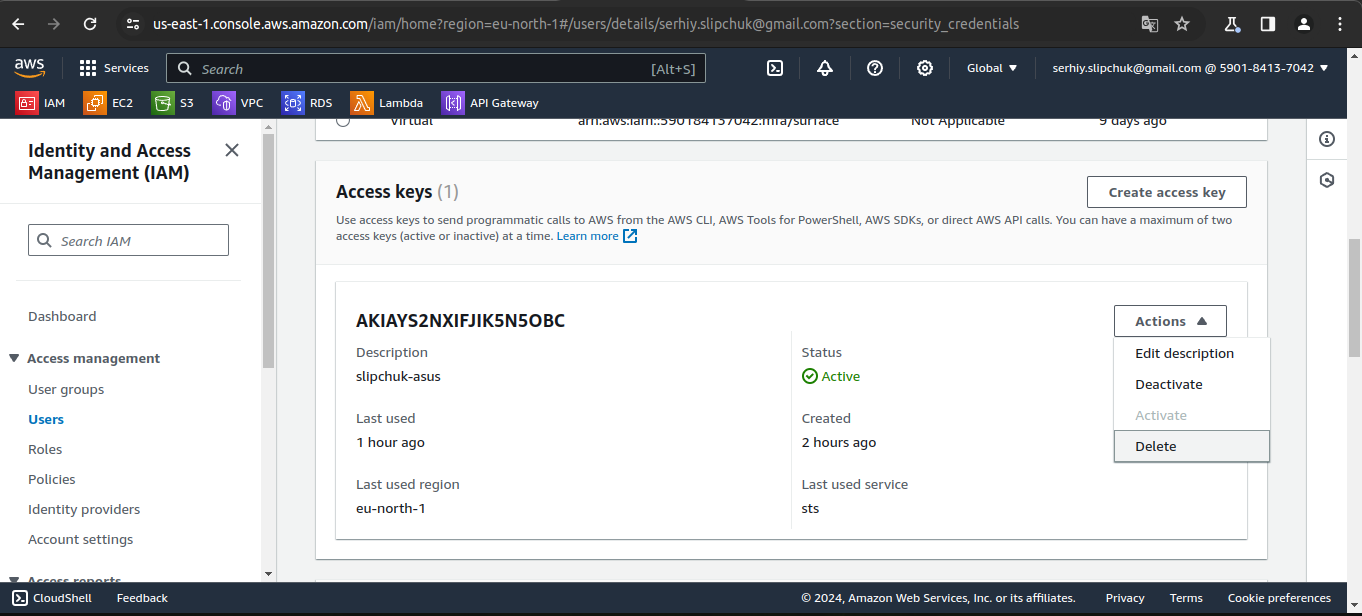 us-east-1.console.aws.amazon.com/iam/home?region=eu-north-1#/users/details/serhiy.slipchuk@gmail.com?section=security_credentials
aws Services Search [Alt+S] Global serhiy.slipchuk@gmail.com @ 5901-8413-7042
IAM EC2 S3 VPC RDS Lambda API Gateway
Identity and Access
Management (IAM)
Search IAM
Dashboard
Access management
User groups
Users
Roles
Policies
Identity providers
Account settings
Access reports
Virtual arn:aws:iam::590184137042:mfa/surface Not Applicable 9 days ago
Access keys (1)
Create access key
Use access keys to send programmatic calls to AWS from the AWS CLI, AWS Tools for PowerShell, AWS SDKs, or direct AWS API calls. You can have a maximum of two
access keys (active or inactive) at a time. Learn more
AKIAYS2NXIFJIK5N5OBC
Actions
Edit description
Deactivate
Activate
Delete
Description
slipchuk-asus
Status
Active
Last used
1 hour ago
Created
2 hours ago
Last used region
eu-north-1
Last used service
sts
CloudShell Feedback © 2024, Amazon Web Services, Inc. or its affiliates. Privacy Terms Cookie preferences